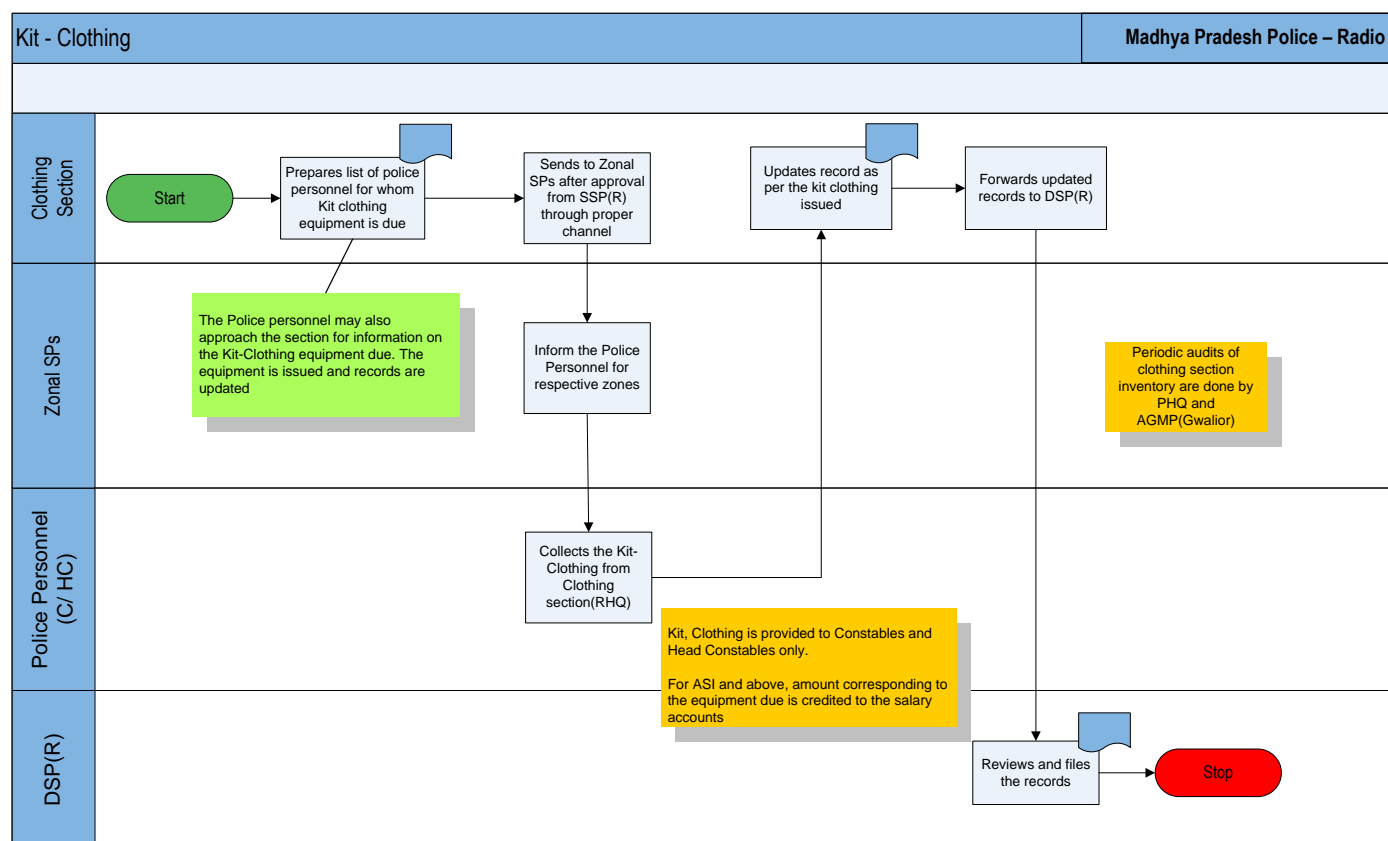 Kit - Clothing
Madhya Pradesh Police – Radio
Clothing
Section
Start
Prepares list of police
personnel for whom
Kit clothing
equipment is due
Sends to Zonal
SPs after approval
from SSP(R)
through proper
channel
Updates record as
per the kit clothing
issued
Forwards updated
records to DSP(R)
Zonal SPs
The Police personnel may also
approach the section for information on
the Kit-Clothing equipment due. The
equipment is issued and records are
updated
Inform the Police
Personnel for
respective zones
Periodic audits of
clothing section
inventory are done by
PHQ and
AGMP(Gwalior)
Police Personnel
(C/ HC)
Collects the Kit-
Clothing from
Clothing
section(RHQ)
Kit, Clothing is provided to Constables and
Head Constables only.
For ASI and above, amount corresponding to
the equipment due is credited to the salary
accounts
DSP(R)
Reviews and files
the records
Stop